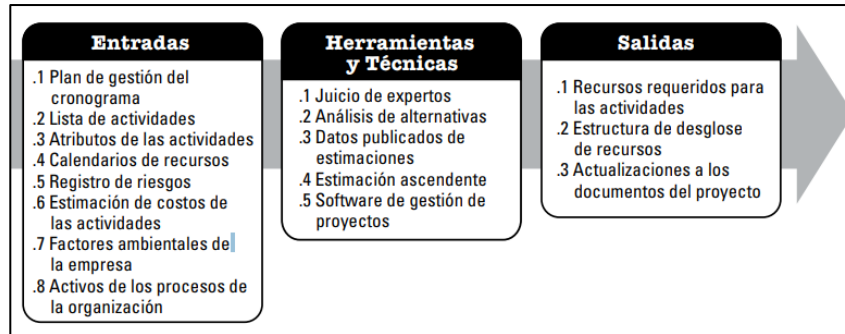 Entradas
.1 Plan de gestión del
cronograma
.2 Lista de actividades
.3 Atributos de las actividades
.4 Calendarios de recursos
.5 Registro de riesgos
.6 Estimación de costos de
las actividades
.7 Factores ambientales de
la empresa
.8 Activos de los procesos de
la organización
Herramientas
y Técnicas
.1 Juicio de expertos
.2 Análisis de alternativas
.3 Datos publicados de
estimaciones
.4 Estimación ascendente
.5 Software de gestión de
proyectos
Salidas
.1 Recursos requeridos para
las actividades
.2 Estructura de desglose
de recursos
.3 Actualizaciones a los
documentos del proyecto